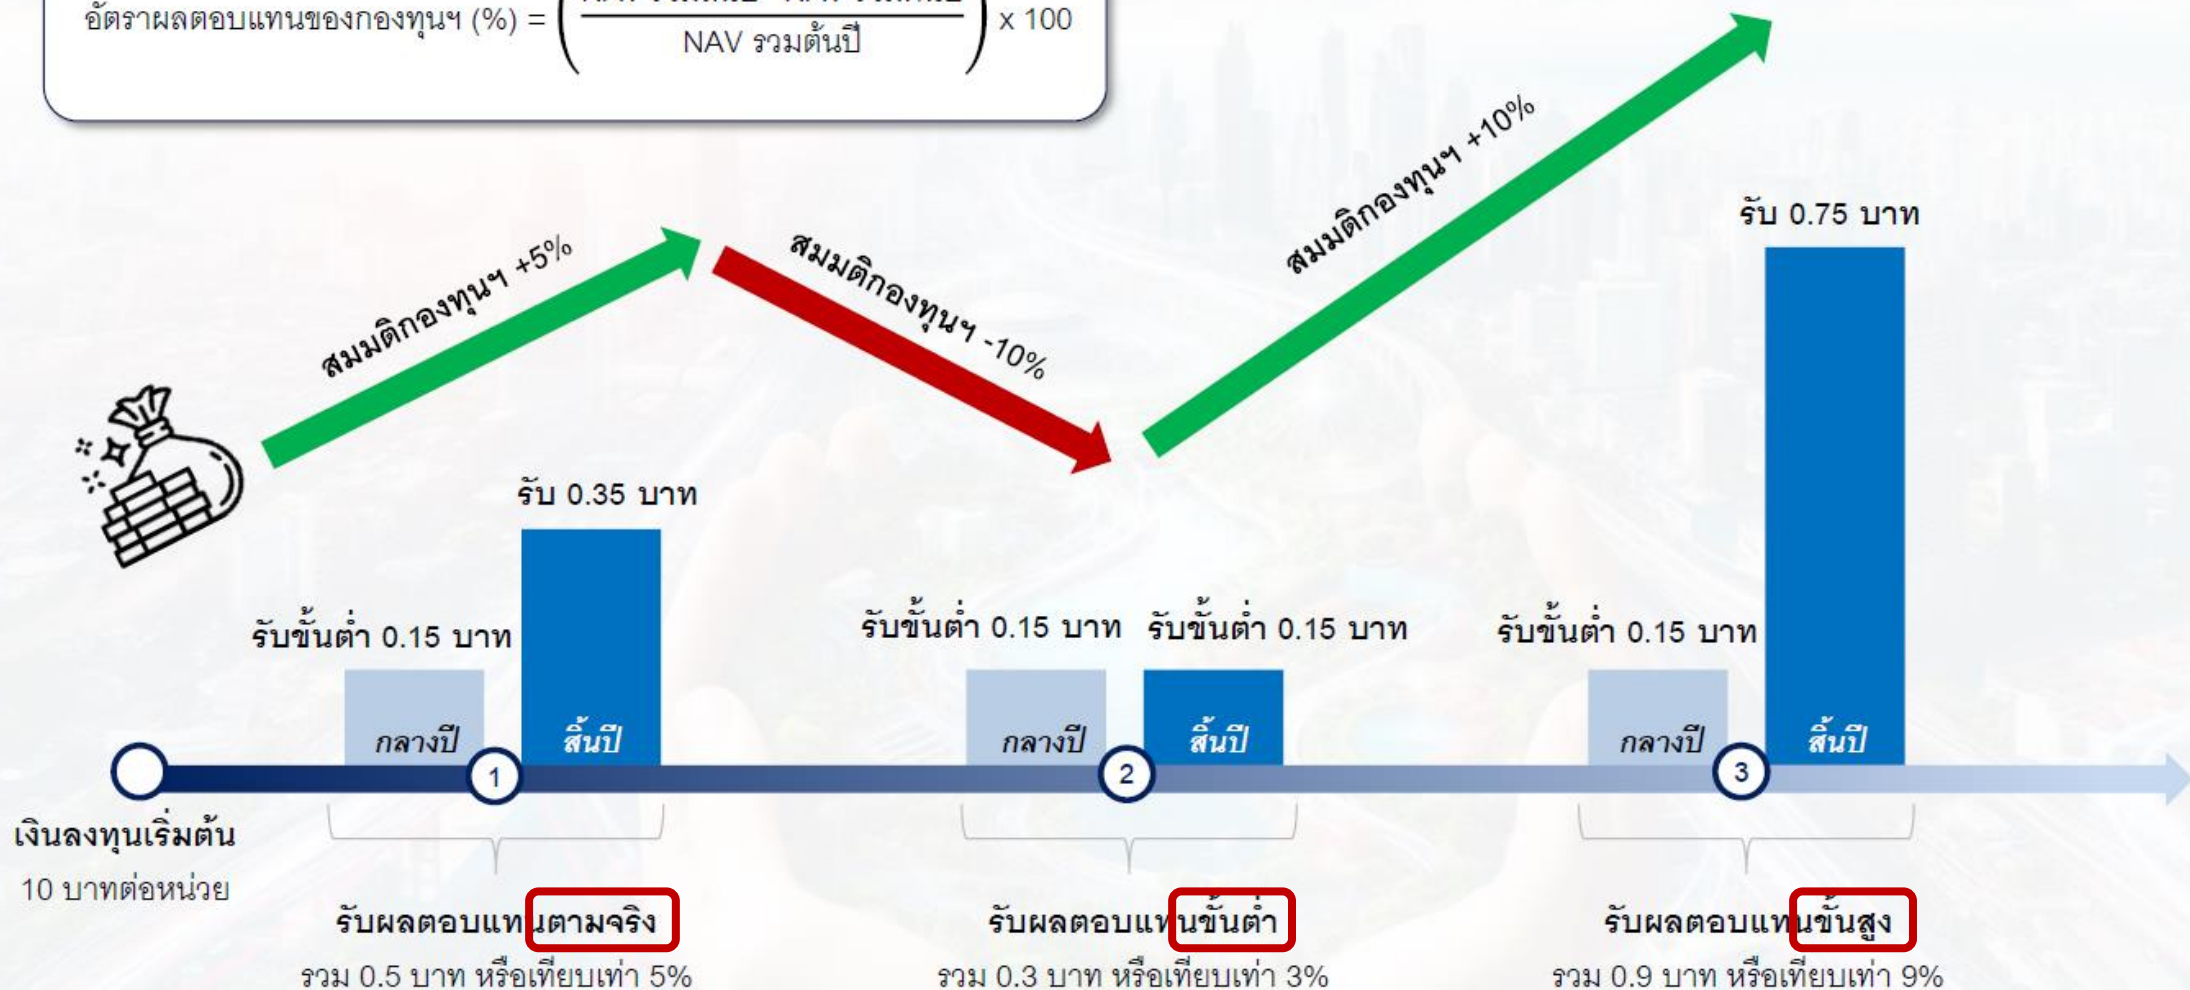 อัตราผลตอบแทนของกองทุนฯ (%) =
NAV รวมต้นปี
x 100
สมมติกองทุนฯ +5%
สมมติกองทุนฯ -10%
สมมติกองทุนฯ +10%
รับ 0.75 บาท
รับ 0.35 บาท
รับขั้นต่ำ 0.15 บาท
รับขั้นต่ำ 0.15 บาท
รับขั้นต่ำ 0.15 บาท
รับขั้นต่ำ 0.15 บาท
กลางปี
สิ้นปี
กลางปี
สิ้นปี
กลางปี
สิ้นปี
1
2
3
เงินลงทุนเริ่มต้น
10 บาทต่อหน่วย
รับผลตอบแทนตามจริง
รวม 0.5 บาท หรือเทียบเท่า 5%
รับผลตอบแทนขั้นต่ำ
รวม 0.3 บาท หรือเทียบเท่า 3%
รับผลตอบแทนขั้นสูง
รวม 0.9 บาท หรือเทียบเท่า 9%